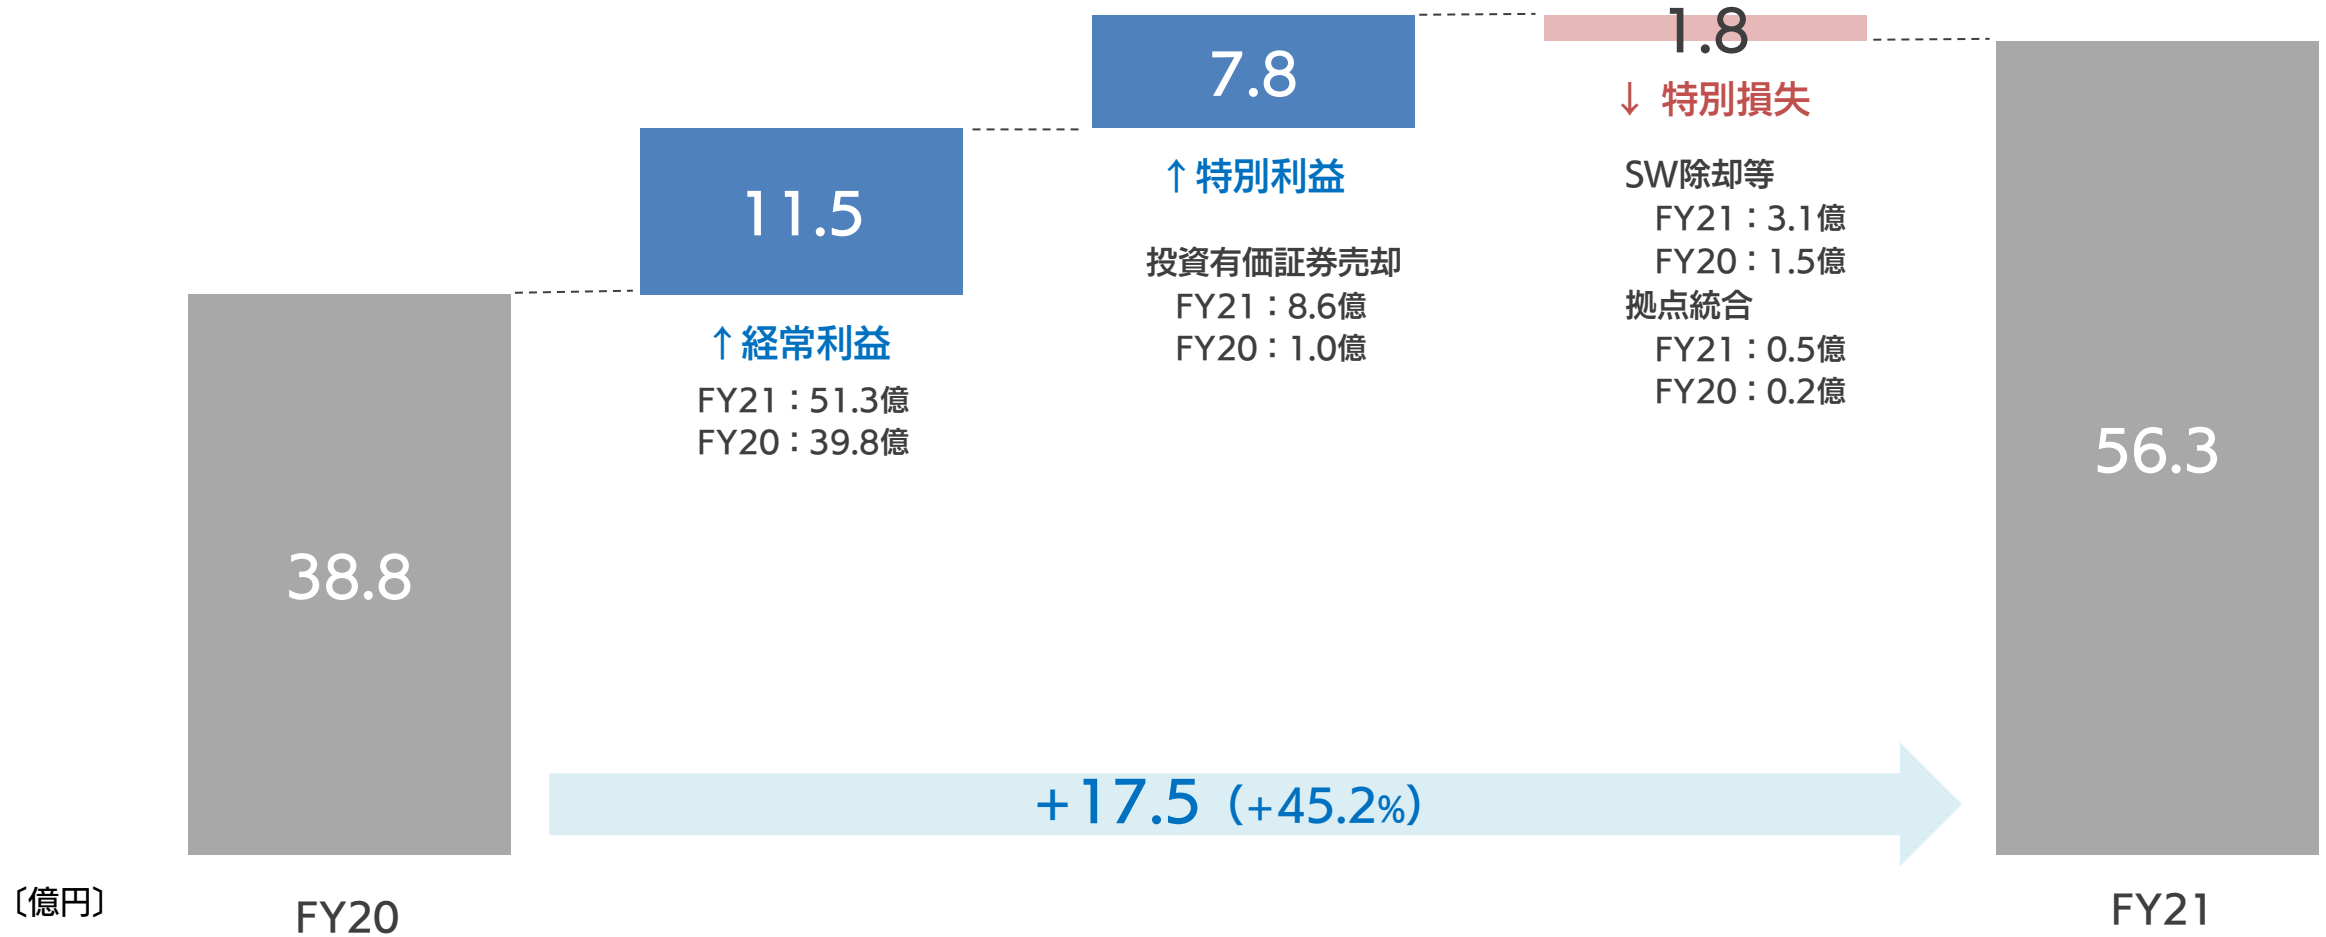 38.8
11.5
↑経常利益
FY21：51.3億
FY20：39.8億
7.8
↑特別利益
投資有価証券売却
FY21：8.6億
FY20：1.0億
1.8
↓ 特別損失
SW除却等
FY21：3.1億
FY20：1.5億
拠点統合
FY21：0.5億
FY20：0.2億
56.3
+17.5（+45.2%）
〔億円〕
FY20
FY21